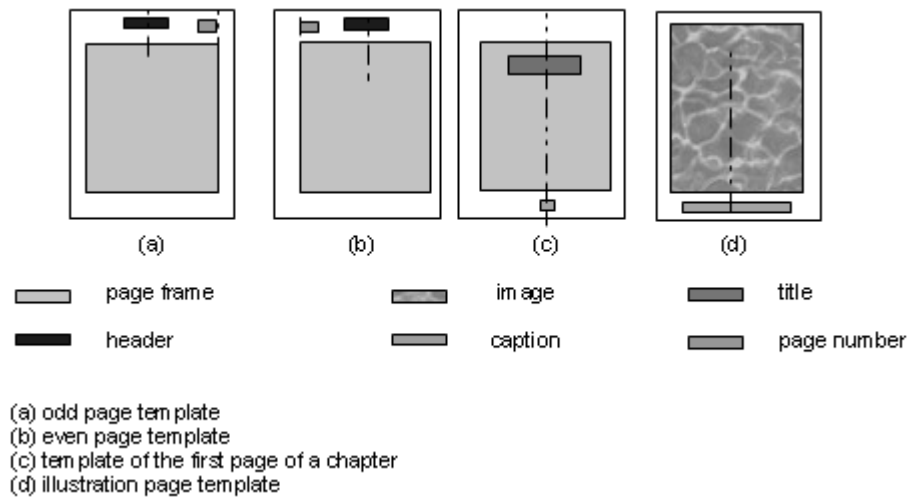 (a) (b) (c) (d)
page frame image title
header caption page number
(a) odd page template
(b) even page template
(c) template of the first page of a chapter
(d) illustration page template